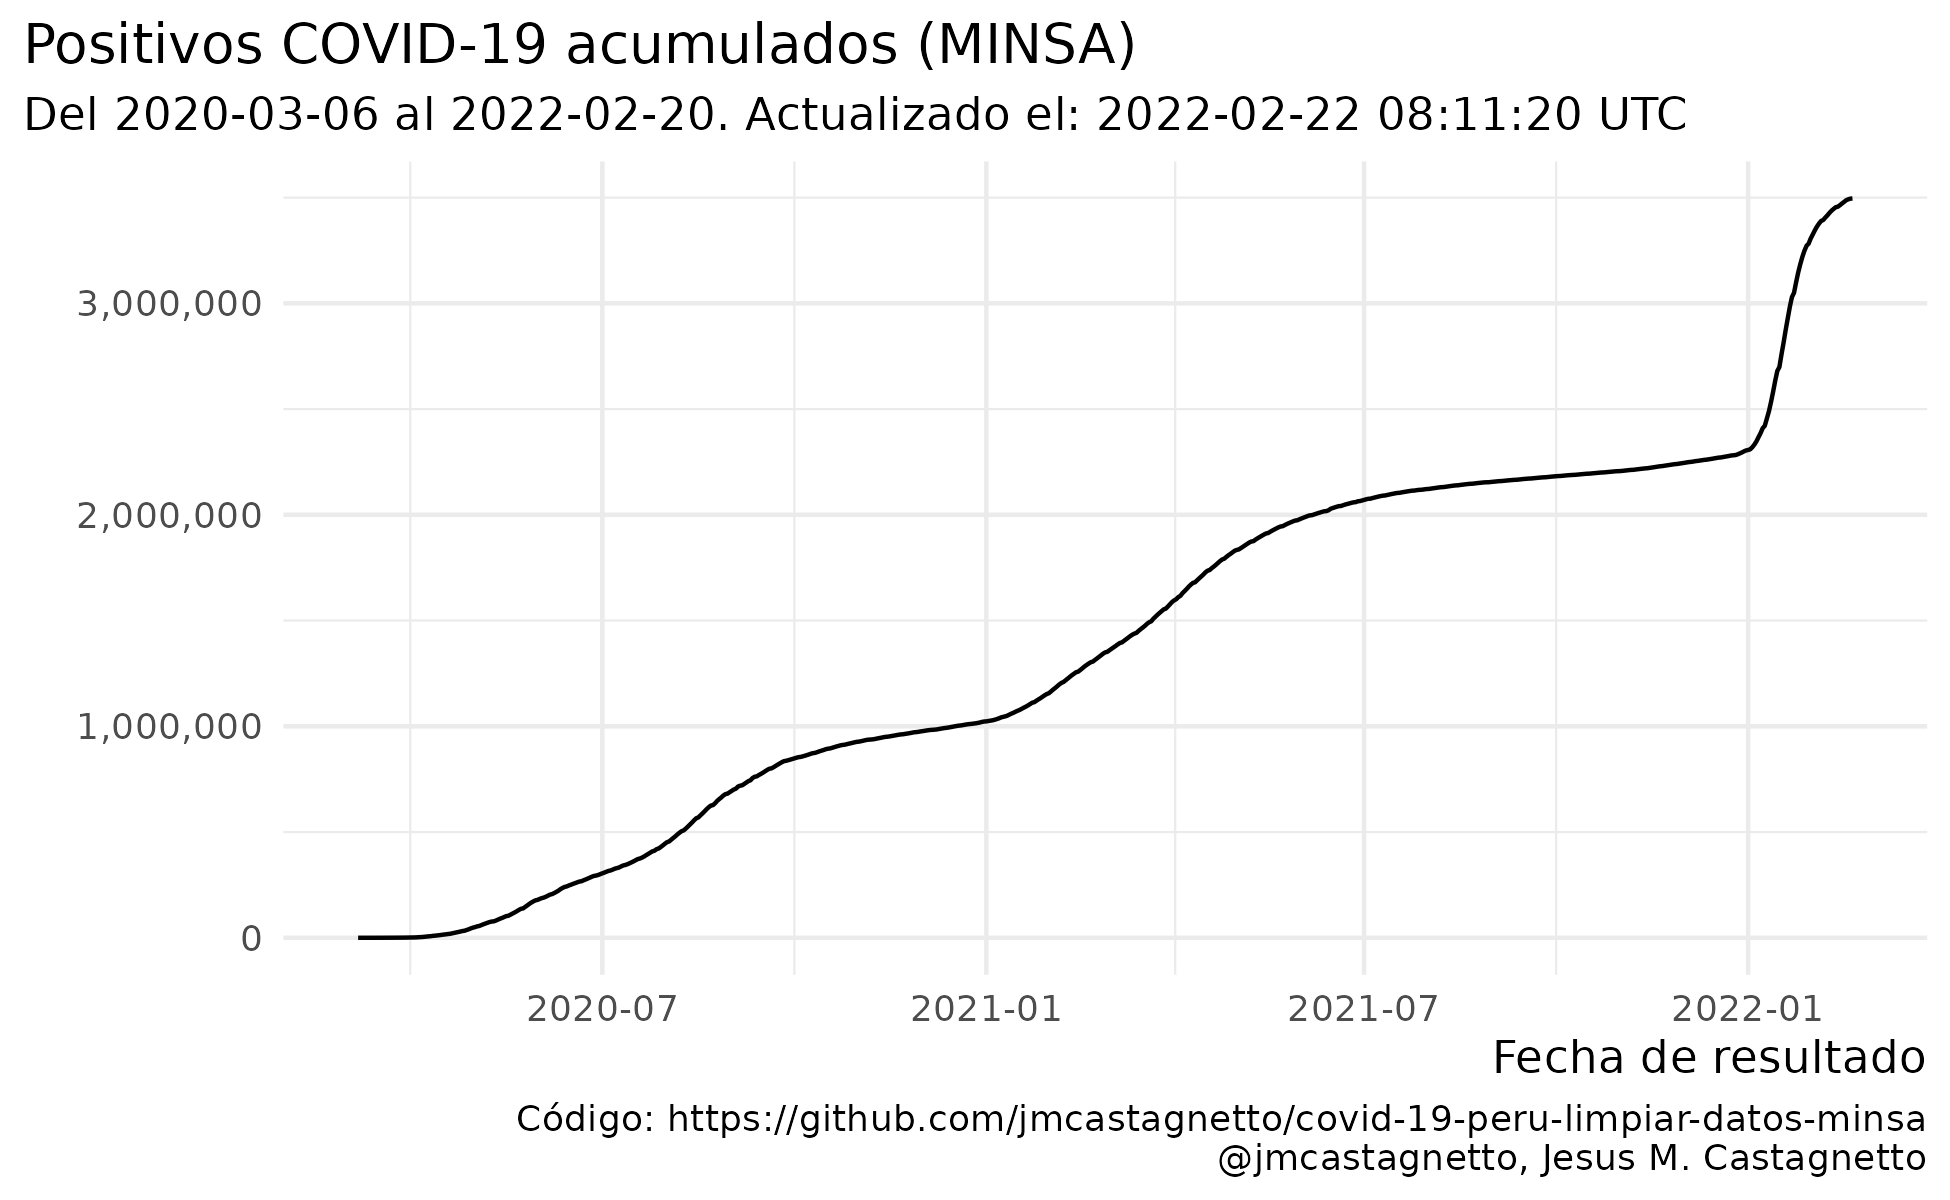 Positivos COVID-19 acumulados (MINSA)
Del 2020-03-06 al 2022-02-20. Actualizado el: 2022-02-22 08:11:20 UTC
3,000,000
2,000,000
1,000,000
0
2020-07 2021-01 2021-07 2022-01
Fecha de resultado
Código: https://github.com/jmcastagnetto/covid-19-peru-limpiar-datos-minsa
@jmcastagnetto, Jesus M. Castagnetto